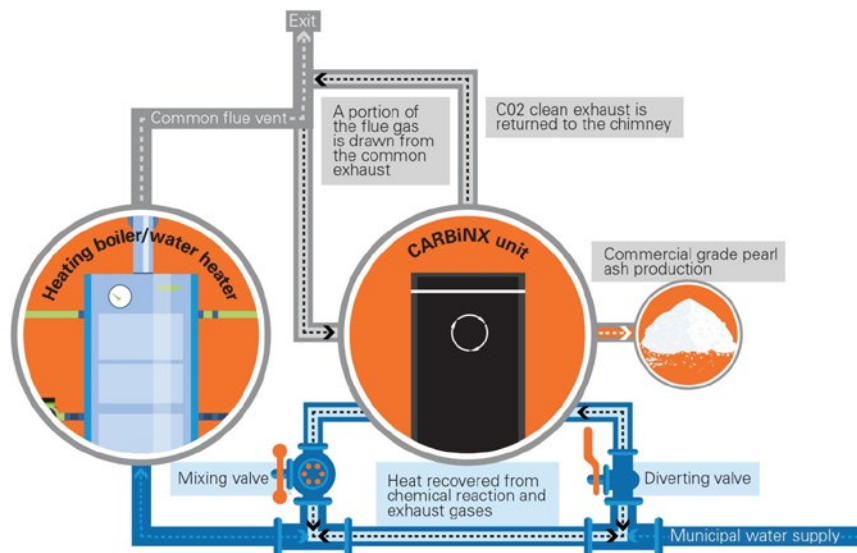 Exit
Common flue vent
A portion of
the flue gas
is drawn from
the common
exhaust
C02 clean exhaust is
returned to the chimney
Heating boiler/water heater
CARBiNX unit
Commercial grade pearl
ash production
Mixing valve
Heat recovered from
chemical reaction and
exhaust gases
Diverting valve
Municipal water supply